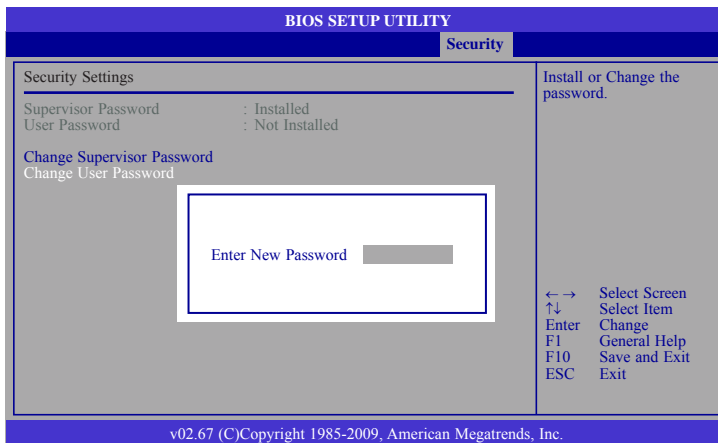 BIOS SETUP UTILITY
Security
Security Settings
Supervisor Password : Installed
User Password : Not Installed
Change Supervisor Password
Change User Password
Enter New Password
Install or Change the
password.
←→ Select Screen
↑↓ Select Item
Enter Change
F1 General Help
F10 Save and Exit
ESC Exit
v02.67 (C)Copyright 1985-2009, American Megatrends, Inc.